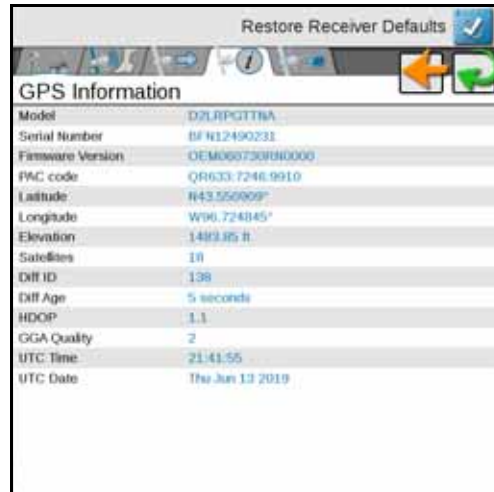 Restore Receiver Defaults
GPS Information
Model D2LRPGTTNA
Serial Number BFN12490231
Firmware Version OEM060730RN0000
PAC code QR633:7246:9910
Latitude N43.550909°
Longitude W96.724845°
Elevation 1483.85 ft
Satellites 18
Diff ID 138
Diff Age 5 seconds
HDOP 1.1
GGA Quality 2
UTC Time 21:41:55
UTC Date Thu Jun 13 2019